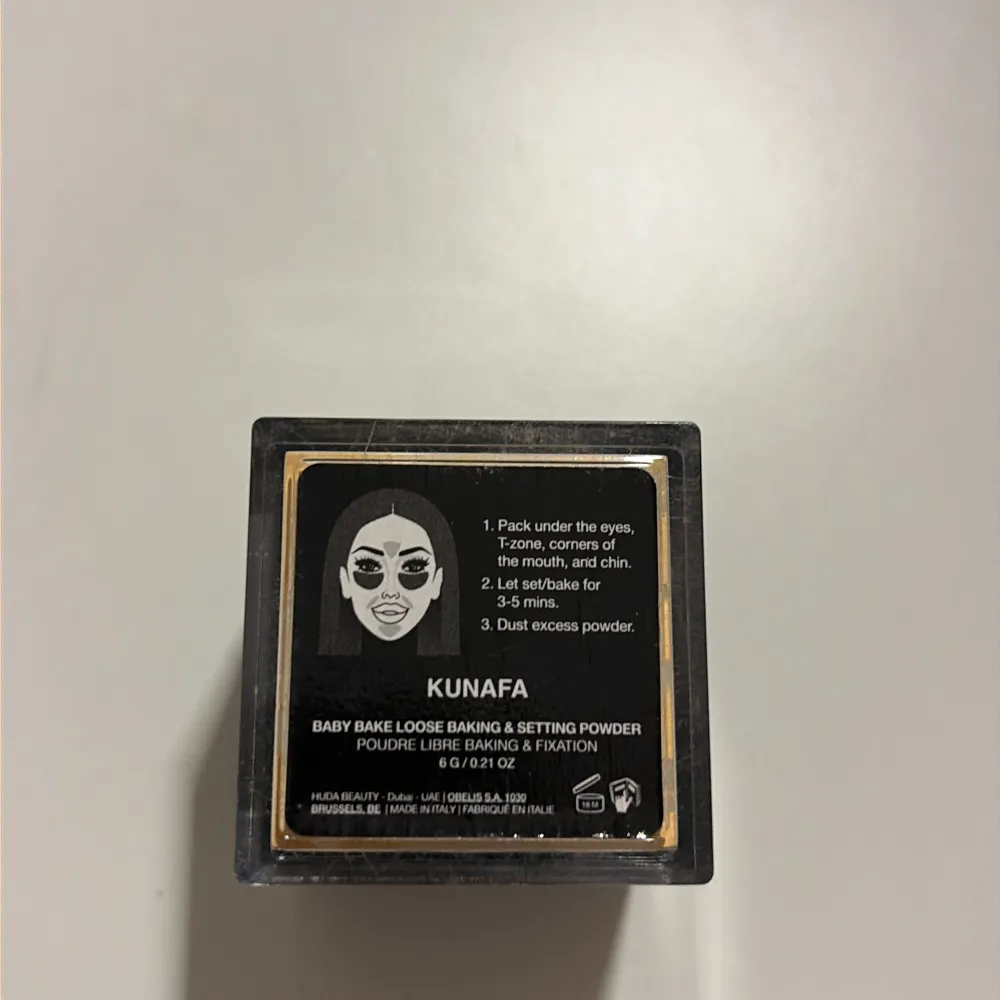 1. Pack under the eyes,
T-zone, corners of
the mouth, and chin.
2. Let set/bake for
3-5 mins.
3. Dust excess powder.
KUNAFA
BABY BAKE LOOSE BAKING & SETTING POWDER
POUDRE LIBRE BAKING & FIXATION
6 G / 0.21 OZ
HUDA BEAUTY - Dubai - UAE | OBELIS S.A. 1030
BRUSSELS, BE | MADE IN ITALY | FABRIQUÉ EN ITALIE
18 M